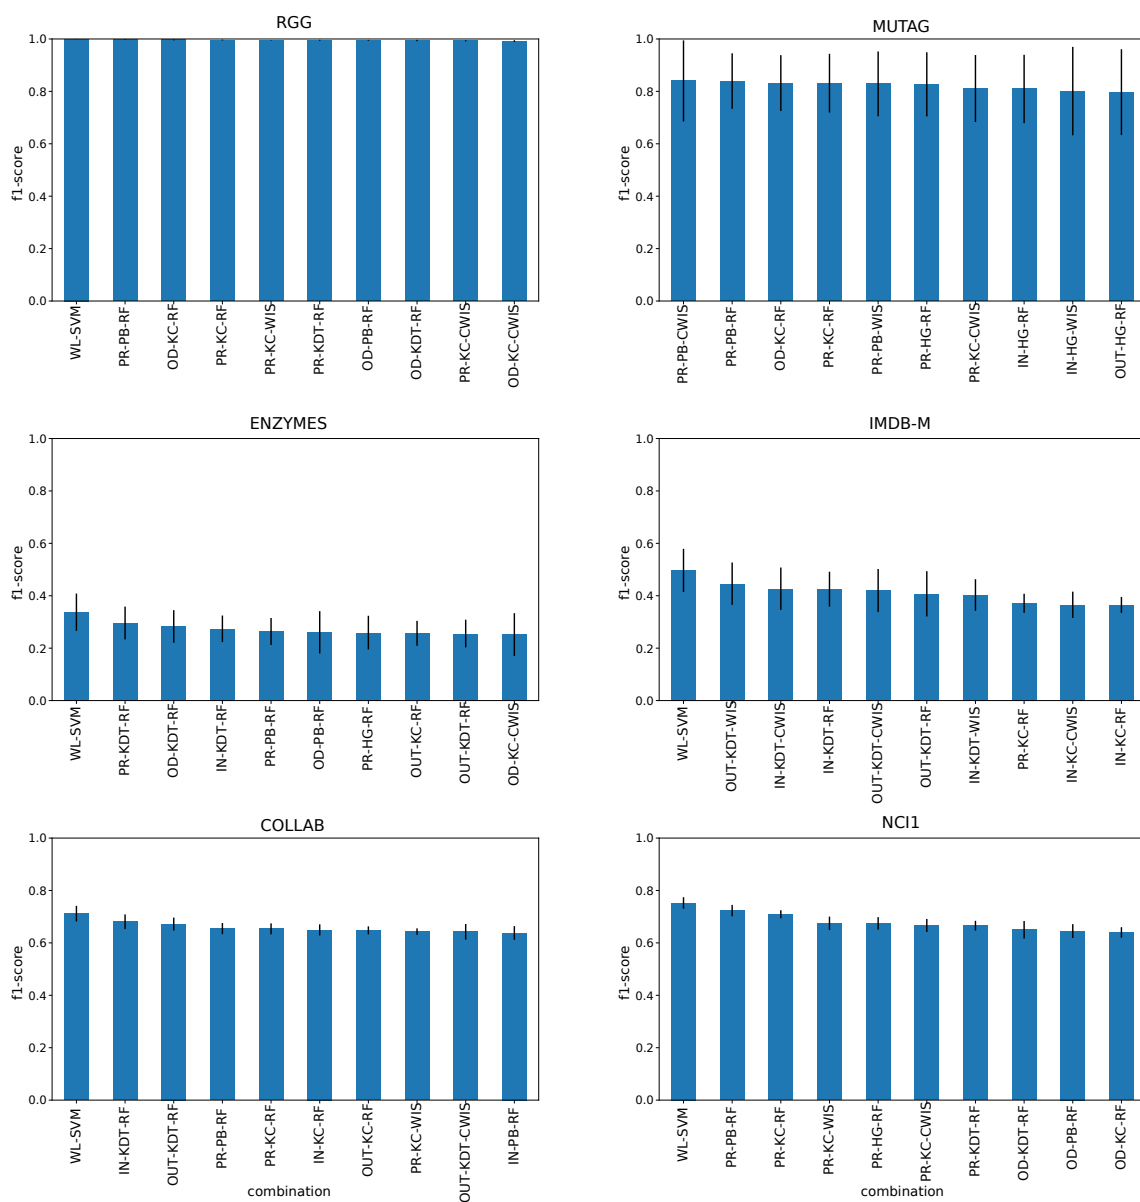 RGG
f1-score
1.0
0.8
0.6
0.4
0.2
0.0
WL-SVM
PR-PB-RF
OD-KC-RF
PR-KC-RF
PR-KC-WIS
PR-KDT-RF
OD-PB-RF
OD-KDT-RF
PR-KC-CWIS
OD-KC-CWIS
MUTAG
f1-score
1.0
0.8
0.6
0.4
0.2
0.0
PR-PB-CWIS
PR-PB-RF
OD-KC-RF
PR-KC-RF
PR-PB-WIS
PR-HG-RF
PR-KC-CWIS
IN-HG-RF
IN-HG-WIS
OUT-HG-RF
ENZYMES
f1-score
1.0
0.8
0.6
0.4
0.2
0.0
WL-SVM
PR-KDT-RF
OD-KDT-RF
IN-KDT-RF
PR-PB-RF
OD-PB-RF
PR-HG-RF
OUT-KC-RF
OUT-KDT-RF
OD-KC-CWIS
IMDB-M
f1-score
1.0
0.8
0.6
0.4
0.2
0.0
WL-SVM
OUT-KDT-WIS
IN-KDT-CWIS
IN-KDT-RF
OUT-KDT-CWIS
OUT-KDT-RF
IN-KDT-WIS
PR-KC-RF
IN-KC-CWIS
IN-KC-RF
COLLAB
f1-score
1.0
0.8
0.6
0.4
0.2
0.0
WL-SVM
IN-KDT-RF
OUT-KDT-RF
PR-PB-RF
PR-KC-RF
IN-KC-RF
OUT-KC-RF
PR-KC-WIS
OUT-KDT-CWIS
IN-PB-RF
combination
NCI1
f1-score
1.0
0.8
0.6
0.4
0.2
0.0
WL-SVM
PR-PB-RF
PR-KC-RF
PR-KC-WIS
PR-HG-RF
PR-KC-CWIS
PR-KDT-RF
OD-KDT-RF
OD-PB-RF
OD-KC-RF
combination